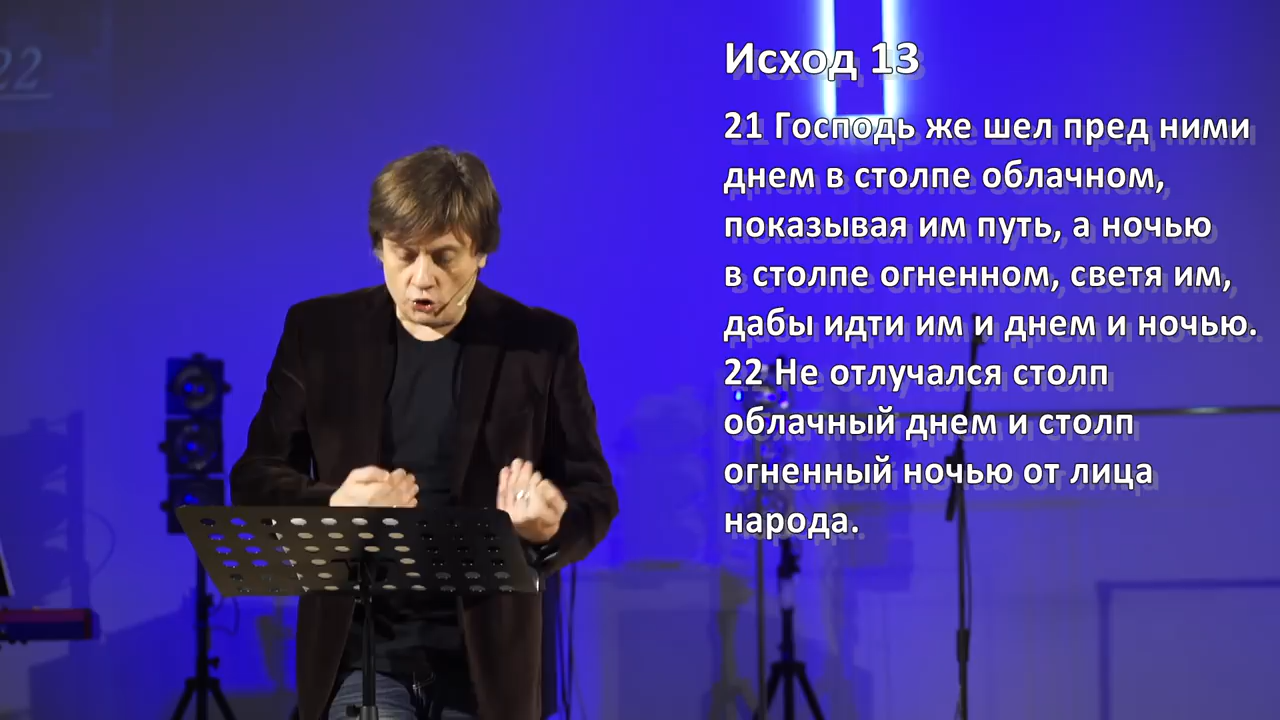 22
Исход 13
21 Господь же шел пред ними
днем в столпе облачном,
показывая им путь, а ночью
в столпе огненном, светя им,
дабы идти им и днем и ночью.
22 Не отлучался столп
облачный днем и столп
огненный ночью от лица
народа.